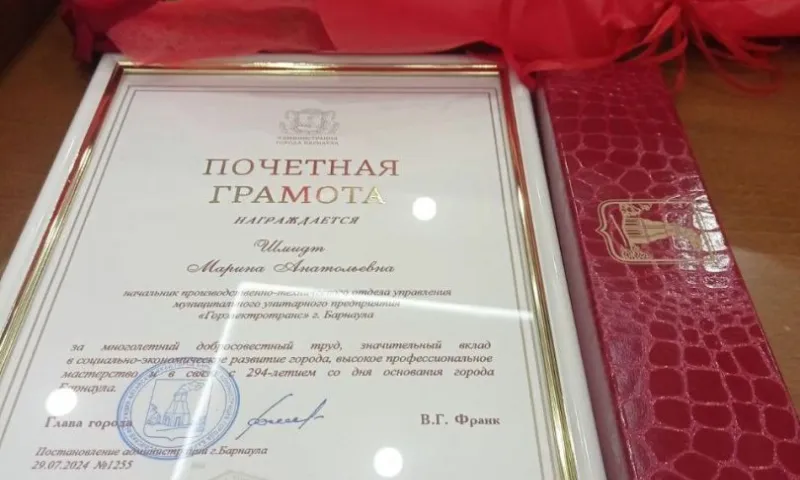 АДМИНИСТРАЦИЯ
ГОРОДА БАРНАУЛА
ПОЧЕТНАЯ
ГРАМОТА
НАГРАЖДАЕТСЯ
Шмидт
Марина Анатольевна
начальник производственно-технического отдела управления
муниципального унитарного предприятия
«Горэлектротранс» г. Барнаула
за многолетний добросовестный труд, значительный вклад
в социально-экономическое развитие города, высокое профессиональное
мастерство и в связи с 294-летием со дня основания города
Барнаула.
Глава города В.Г. Франк
Постановление администрации г.Барнаула
29.07.2024 №1255